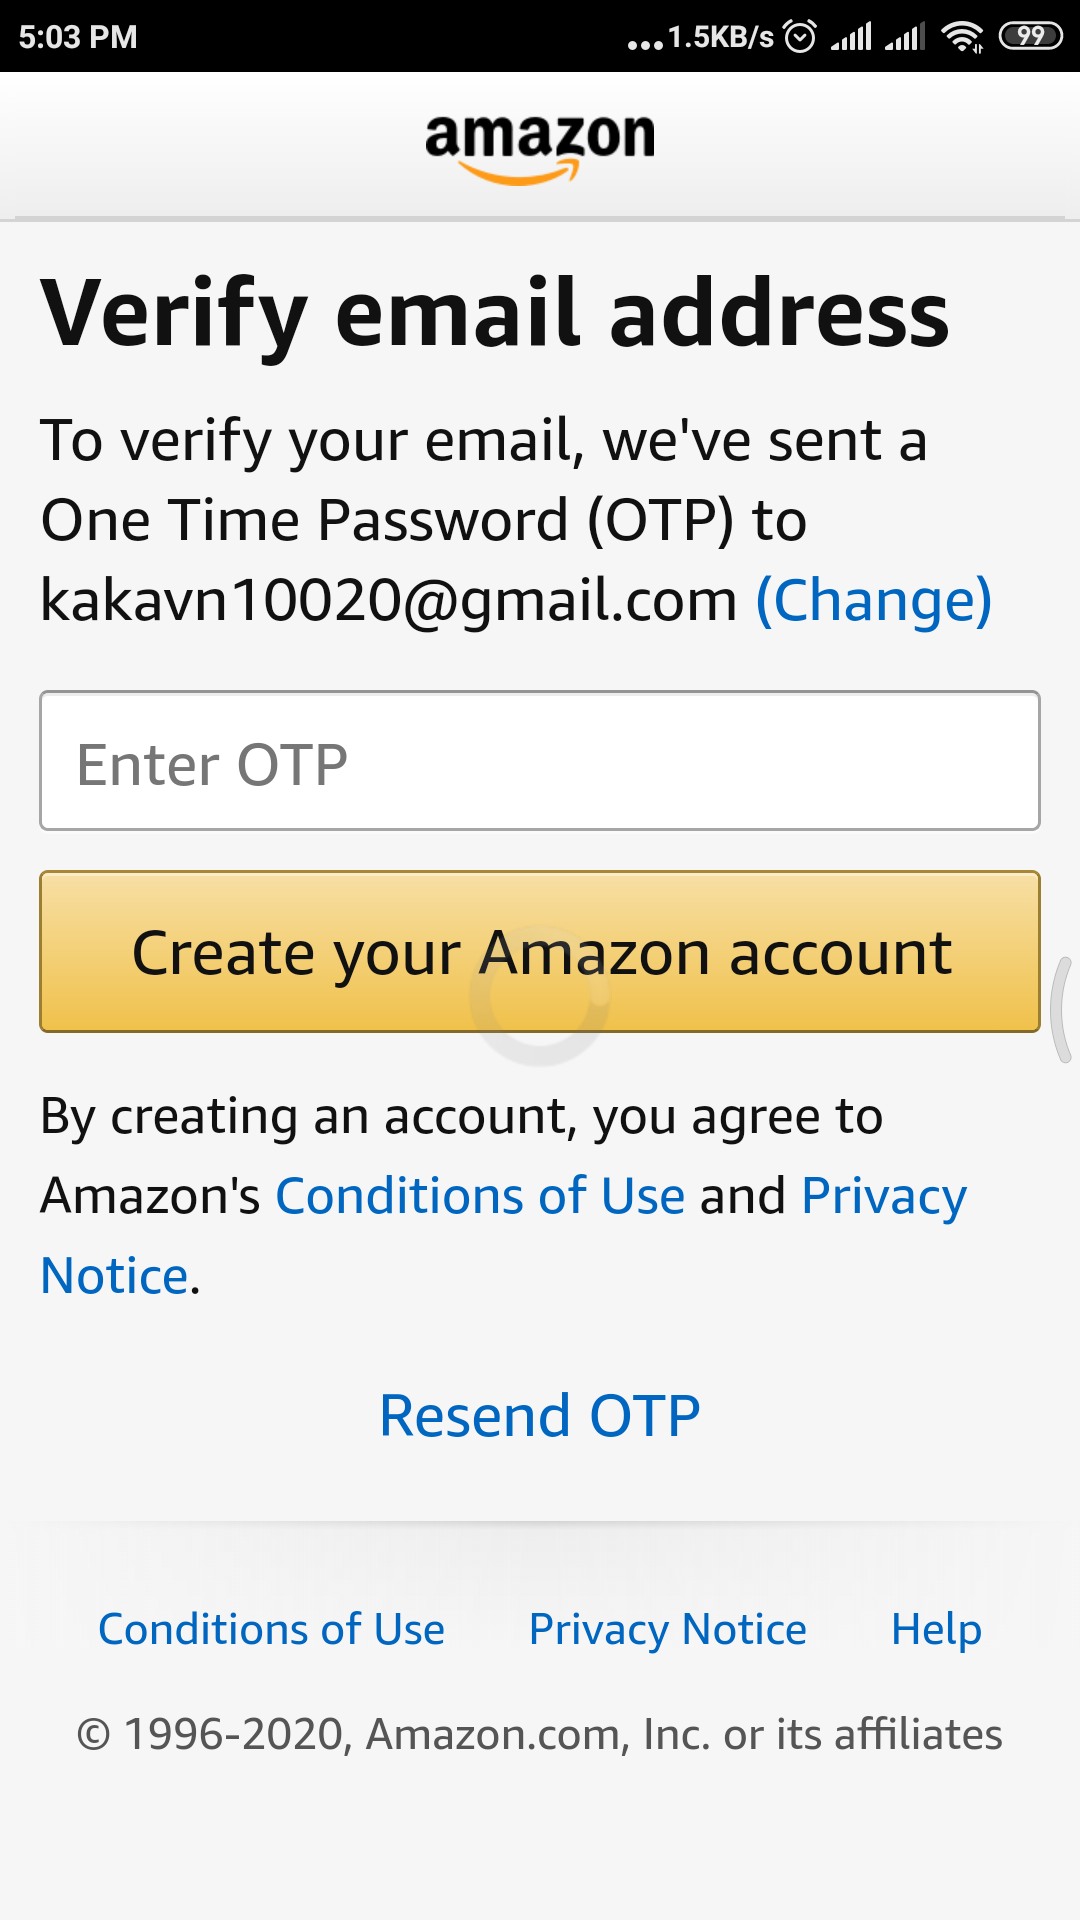 5:03 PM ...1.5KB/s 99
amazon
Verify email address
To verify your email, we've sent a
One Time Password (OTP) to
kakavn10020@gmail.com (Change)
Enter OTP
Create your Amazon account
By creating an account, you agree to
Amazon's Conditions of Use and Privacy
Notice.
Resend OTP
Conditions of Use Privacy Notice Help
© 1996-2020, Amazon.com, Inc. or its affiliates